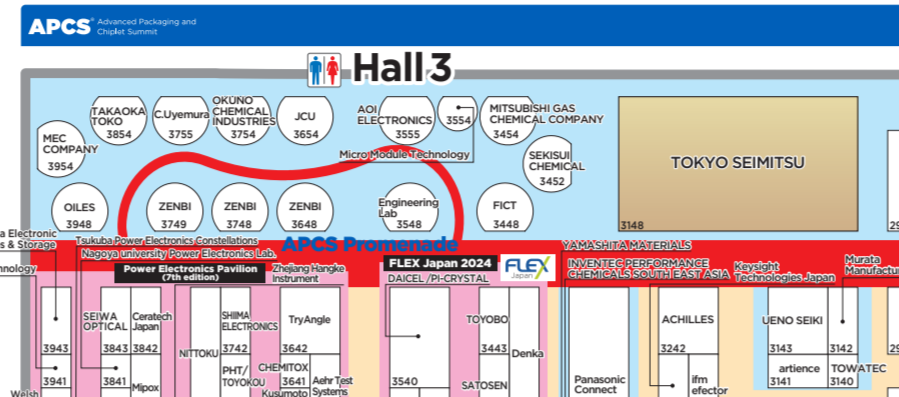 APCS® Advanced Packaging and
Chiplet Summit
Hall 3
TAKAOKA
TOKO
3854
C.Uyemura
3755
OKUNO
CHEMICAL
INDUSTRIES
3754
JCU
3654
AOI
ELECTRONICS
3555
3554
MITSUBISHI GAS
CHEMICAL COMPANY
3454
MEC
COMPANY
3954
Micro Module Technology
SEKISUI
CHEMICAL
3452
TOKYO SEIMITSU
3148
OILES
3948
ZENBI
3749
ZENBI
3748
ZENBI
3648
Engineering
Lab
3548
FICT
3448
29
a Electronic
s & Storage
Tsukuba Power Electronics Constellations
APCS Promenade
YAMASHITA MATERIALS
Nagoya university Power Electronics Lab.
nology
Power Electronics Pavilion
(7th edition)
Zhejiang Hangke
Instrument
FLEX Japan 2024
FLEX
Japan
DAICEL /PI-CRYSTAL
INVENTEC PERFORMANCE
CHEMICALS SOUTH EAST ASIA
Keysight
Technologies Japan
Murata
Manufactu
SEIWA
OPTICAL
3843
Ceratech
Japan
3842
SHIMA
ELECTRONICS
3742
TryAngle
3642
TOYOBO
3443
ACHILLES
3242
UENO SEIKI
3143
3142
29
3943
NITTOKU
Denka
3941
3841
Mipox
PHT/
TOYOKOU
CHEMITOX
3641
Kusumoto
Aehr Test
Systems
3540
SATOSEN
Panasonic
Connect
ifm
efector
artience
3141
TOWATEC
3140
Welsh